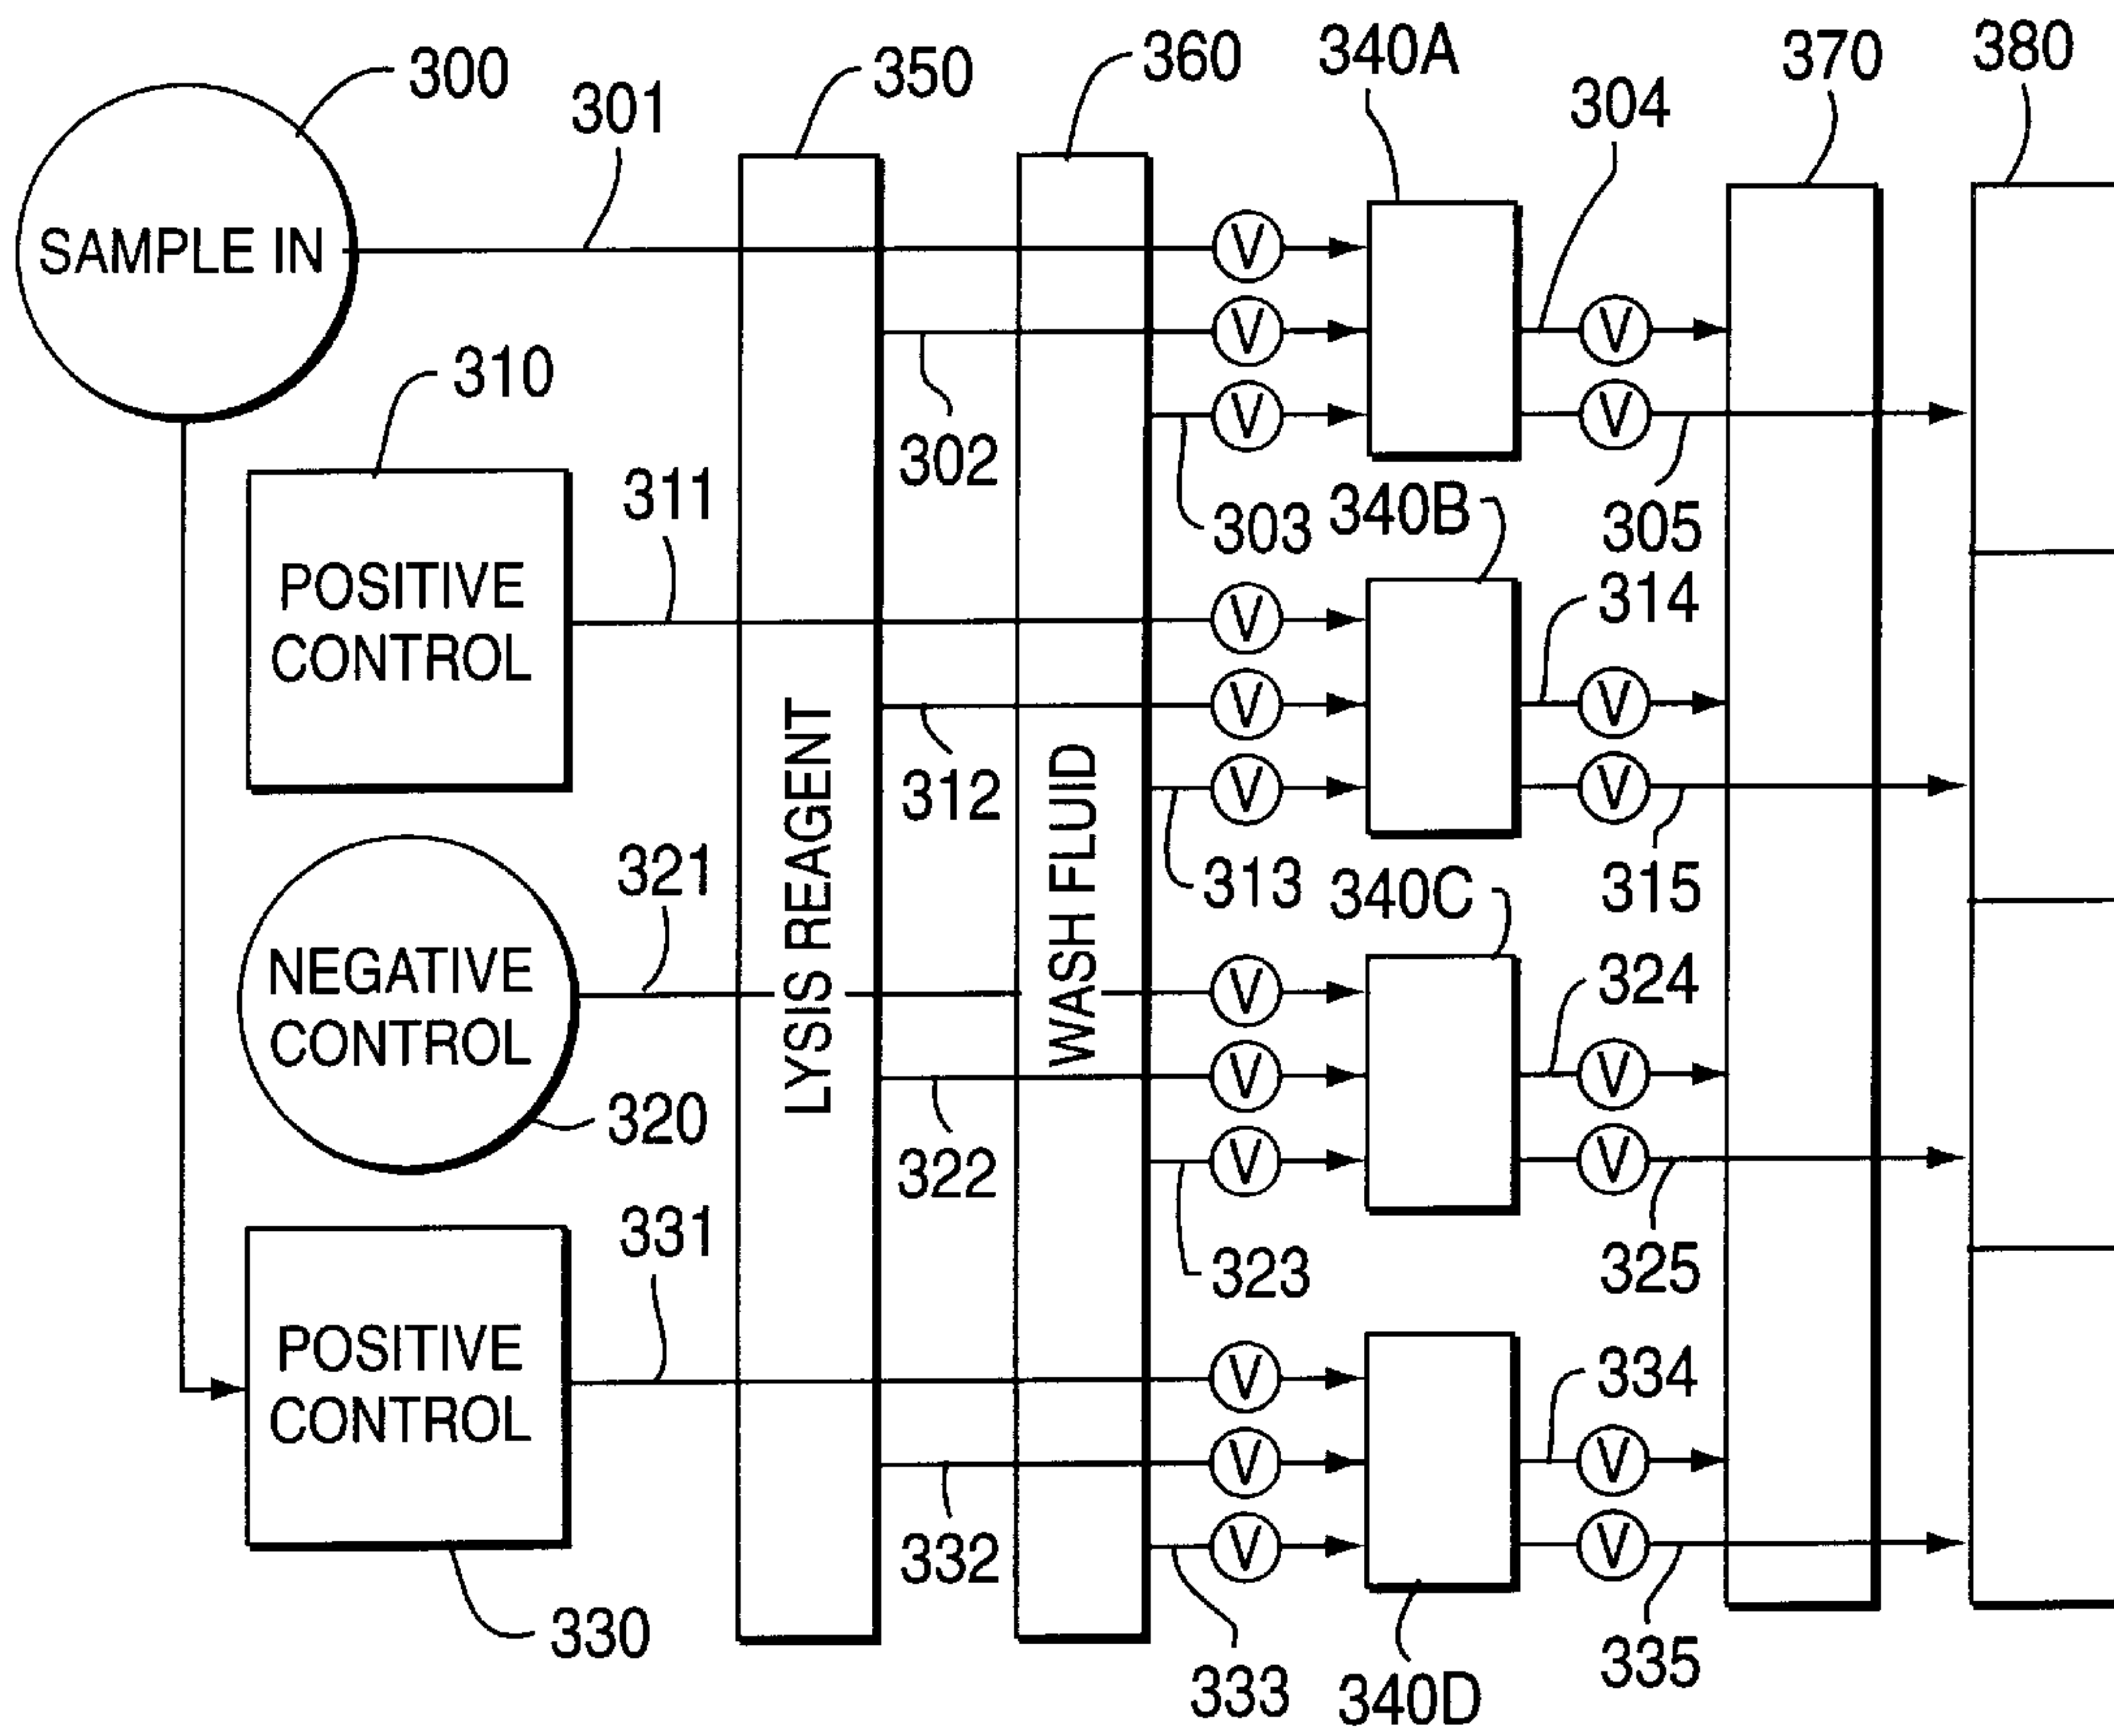 300
301
350
360
340A
304
370
380
SAMPLE IN
V
V
V
V
V
310
302
303
305
POSITIVE
CONTROL
311
340B
314
V
V
V
V
V
312
313
315
LYSIS REAGENT
WASH FLUID
NEGATIVE
CONTROL
321
320
340C
324
V
V
V
V
V
322
323
325
POSITIVE
CONTROL
331
330
334
V
V
V
V
V
332
333
340D
335